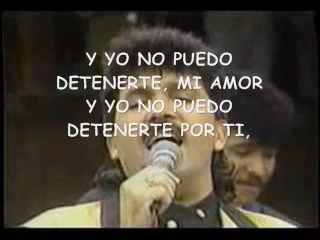 Y YO NO PUEDO
DETENERTE, MI AMOR
Y YO NO PUEDO
DETENERTE POR TI,